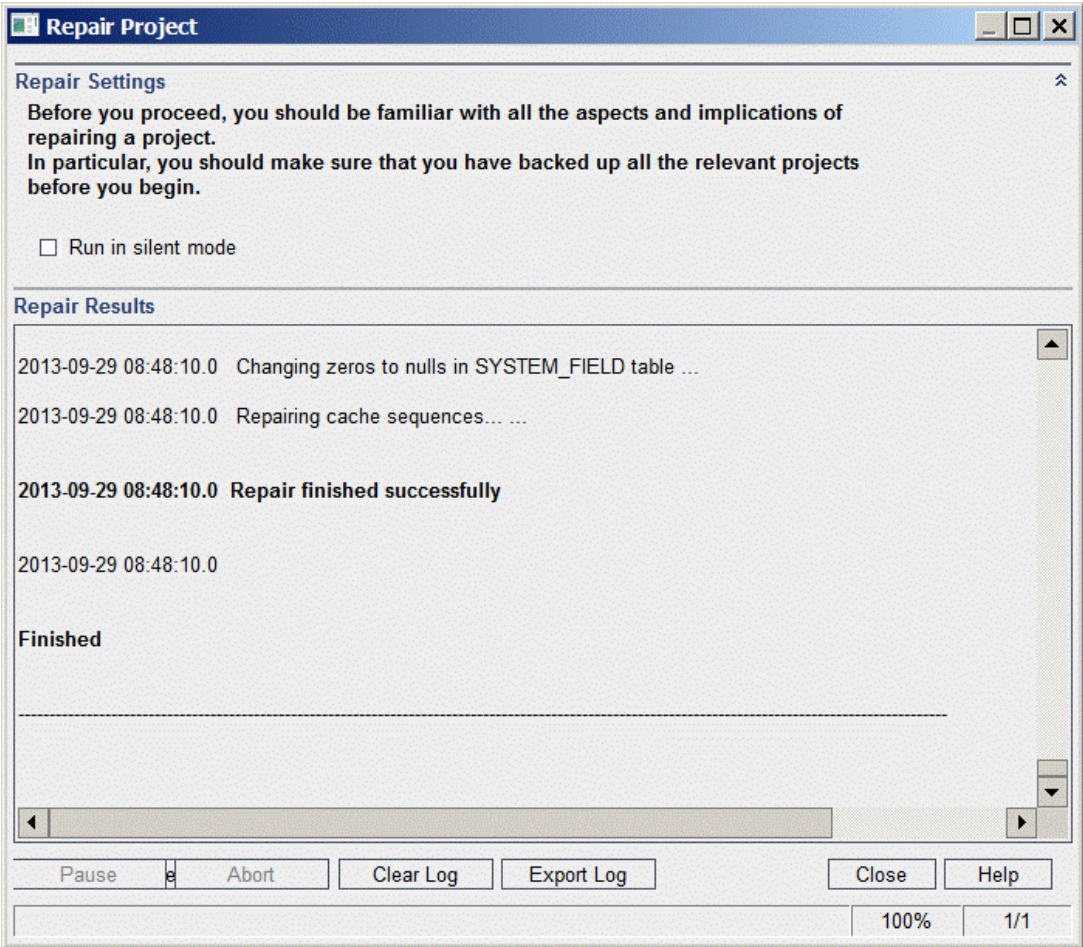 Repair Project
Repair Settings
Before you proceed, you should be familiar with all the aspects and implications of
repairing a project.
In particular, you should make sure that you have backed up all the relevant projects
before you begin.
Run in silent mode
Repair Results
2013-09-29 08:48:10.0 Changing zeros to nulls in SYSTEM_FIELD table ...
2013-09-29 08:48:10.0 Repairing cache sequences... ...
2013-09-29 08:48:10.0 Repair finished successfully
2013-09-29 08:48:10.0
Finished
Pause e Abort Clear Log Export Log Close Help
100% 1/1